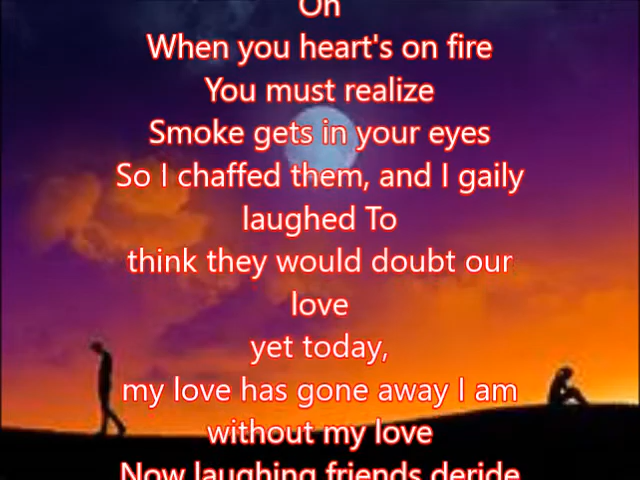 Oh
When you heart's on fire
You must realize
Smoke gets in your eyes
So I chaffed them, and I gaily
laughed To
think they would doubt our
love
yet today,
my love has gone away I am
without my love
Now laughing friends deride